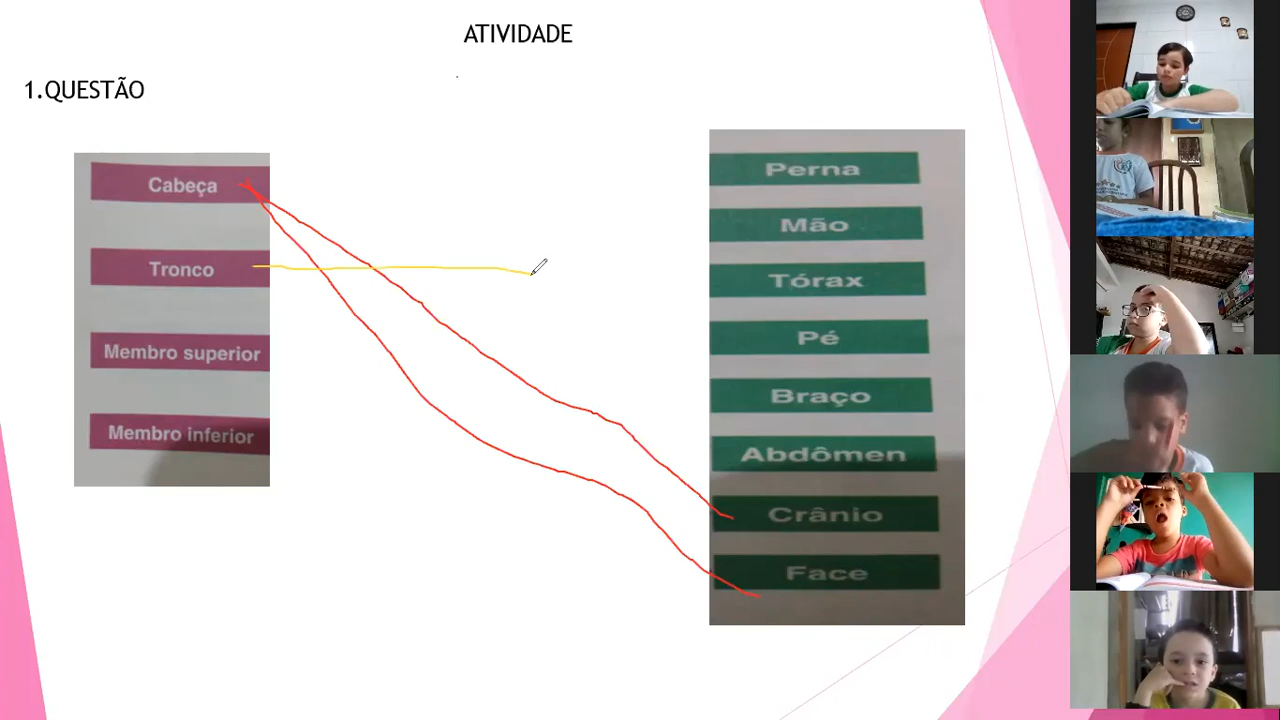 ATIVIDADE
1.QUESTÃO
Cabeça
Tronco
Membro superior
Membro inferior
Perna
Mão
Tórax
Pé
Braço
Abdômen
Crânio
Face